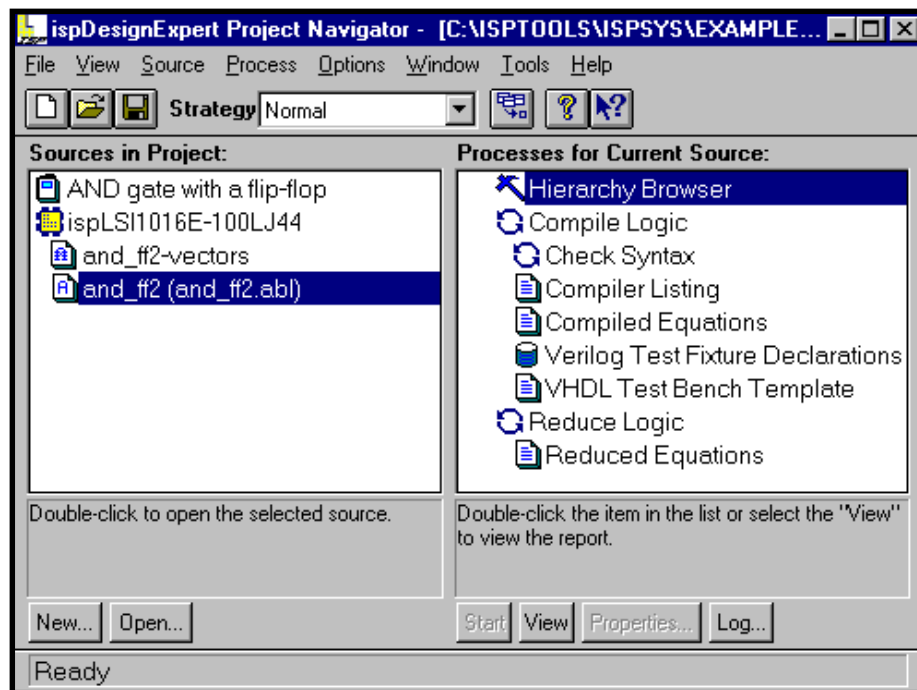 ispDesignExpert Project Navigator - [C:\ISPTOOLS\ISPSYS\EXAMPLE...
File View Source Process Options Window Tools Help
Strategy Normal
Sources in Project:
AND gate with a flip-flop
ispLSI1016E-100LJ44
and_ff2-vectors
and_ff2 (and_ff2.abl)
Double-click to open the selected source.
New... Open...
Processes for Current Source:
Hierarchy Browser
Compile Logic
Check Syntax
Compiler Listing
Compiled Equations
Verilog Test Fixture Declarations
VHDL Test Bench Template
Reduce Logic
Reduced Equations
Double-click the item in the list or select the "View"
to view the report.
Start View Properties... Log...
Ready